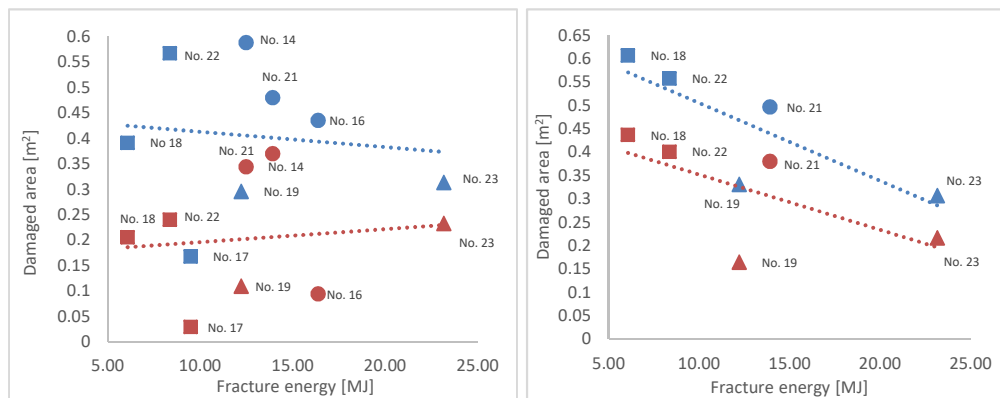 0.6
0.55
0.5
0.45
0.4
0.35
0.3
0.25
0.2
0.15
0.1
0.05
0
Damaged area [m²]
No. 14
No. 22
No. 21
No. 16
No 18
No. 21
No. 14
No. 19
No. 23
No. 18
No. 22
No. 23
No. 17
No. 19
No. 16
No. 17
5.00 10.00 15.00 20.00 25.00
Fracture energy [MJ]
0.65
0.6
0.55
0.5
0.45
0.4
0.35
0.3
0.25
0.2
0.15
0.1
0.05
0
Damaged area [m²]
No. 18
No. 22
No. 21
No. 18
No. 22
No. 21
No. 23
No. 19
No. 23
No. 19
5.00 10.00 15.00 20.00 25.00
Fracture energy [MJ]